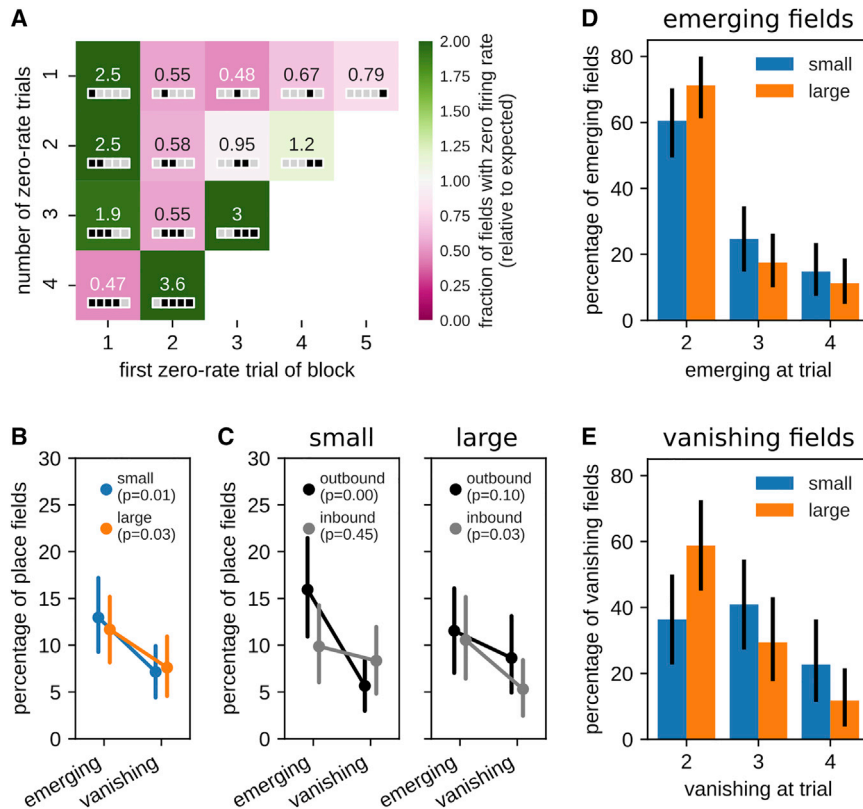 A
number of zero-rate trials
1
2
3
4
2.5 0.55 0.48 0.67 0.79
2.5 0.58 0.95 1.2
1.9 0.55 3
0.47 3.6
1 2 3 4 5
first zero-rate trial of block
2.00
1.75
1.50
1.25
1.00
0.75
0.50
0.25
0.00
fraction of fields with zero firing rate
(relative to expected)
D
emerging fields
small
large
percentage of emerging fields
80
60
40
20
0
2 3 4
emerging at trial
B
percentage of place fields
30
25
20
15
10
5
0
small
(p=0.01)
large
(p=0.03)
emerging
vanishing
C
small
percentage of place fields
30
25
20
15
10
5
0
outbound
(p=0.00)
inbound
(p=0.45)
emerging
vanishing
large
30
25
20
15
10
5
0
outbound
(p=0.10)
inbound
(p=0.03)
emerging
vanishing
E
vanishing fields
small
large
percentage of vanishing fields
80
60
40
20
0
2 3 4
vanishing at trial